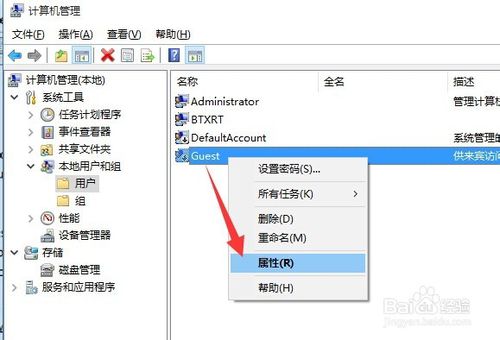 计算机管理
文件(F) 操作(A) 查看(V) 帮助(H)
计算机管理(本地)
系统工具
任务计划程序
事件查看器
共享文件夹
本地用户和组
用户
组
性能
设备管理器
存储
磁盘管理
服务和应用程序
名称 全名 描述
Administrator 管理计算机
BTXRT
DefaultAccount 系统管理的
Guest 供来宾访问
设置密码(S)...
所有任务(K)
删除(D)
重命名(M)
属性(R)
帮助(H)
Baidu 经验
jingyan.baidu.com